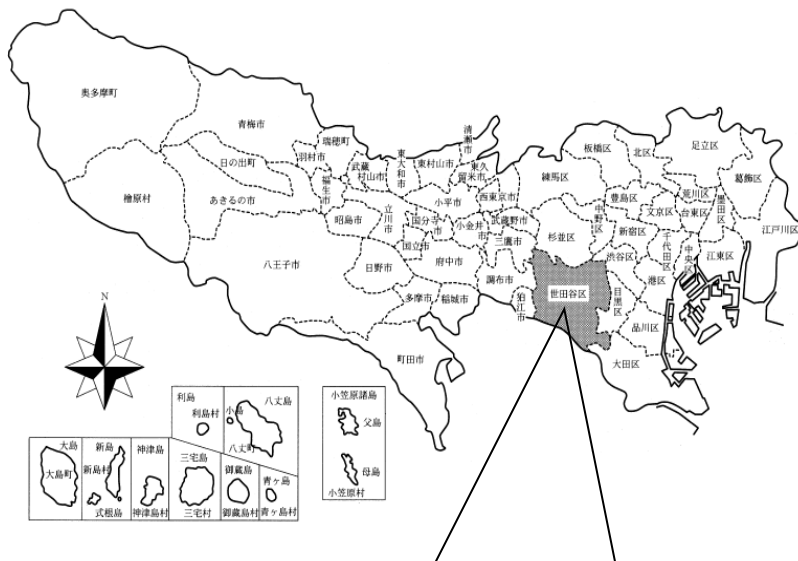 奥多摩町
青梅市
日の出町
檜原村
あきるの市
瑞穂町
羽村市
福生市
武蔵
村山市
東大和市
東村山市
清瀬市
東久
留米市
昭島市
立川市
小平市
西東京市
国分寺市
国立市
小金井市
武蔵野市
三鷹市
八王子市
日野市
府中市
調布市
多摩市
稲城市
狛江市
町田市
練馬区
板橋区
北区
足立区
葛飾区
豊島区
荒川区
文京区
台東区
墨田区
江戸川区
杉並区
中野区
新宿区
千代田区
中央区
江東区
渋谷区
港区
世田谷区
目黒区
品川区
大田区
N
利島
利島村
小島
八丈島
八丈町
小笠原諸島
父島
母島
小笠原村
大島
大島町
新島
新島村
式根島
神津島
神津島村
三宅島
三宅村
御蔵島
御蔵島村
青ヶ島
青ヶ島村